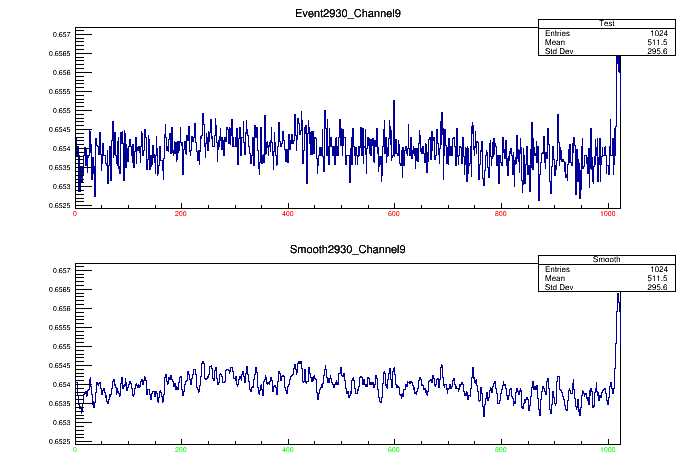 Event2930_Channel9
Test
Entries 1024
Mean 511.5
Std Dev 295.6
0.657
0.6565
0.656
0.6555
0.655
0.6545
0.654
0.6535
0.653
0.6525
0 200 400 600 800 1000
Smooth2930_Channel9
Smooth
Entries 1024
Mean 511.5
Std Dev 295.6
0.657
0.6565
0.656
0.6555
0.655
0.6545
0.654
0.6535
0.653
0.6525
0 200 400 600 800 1000